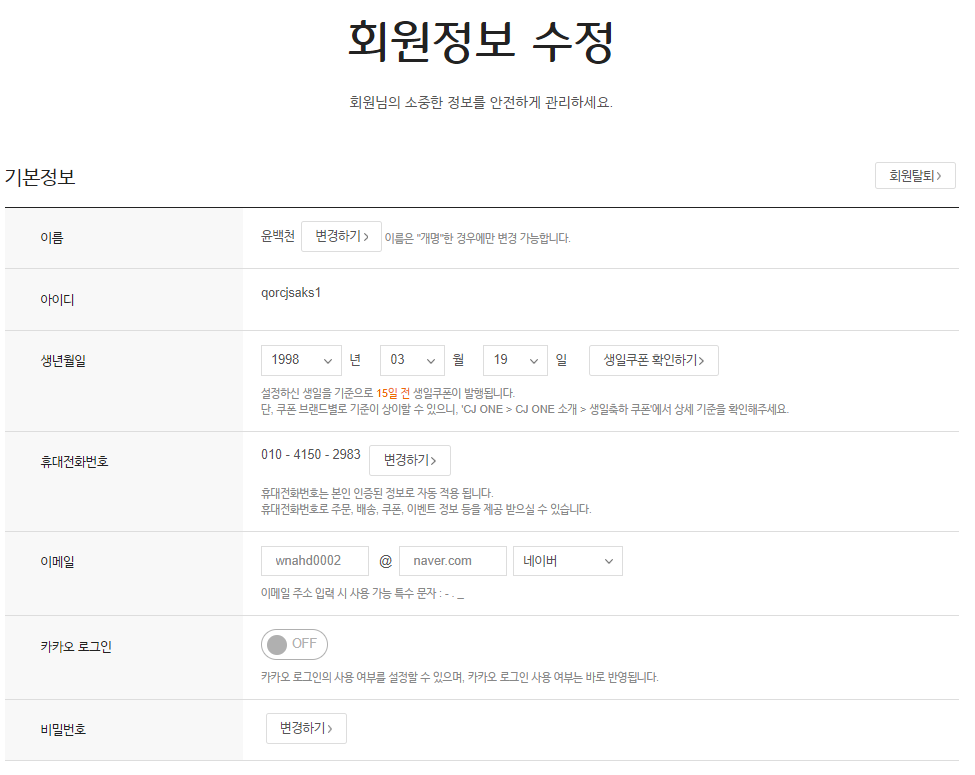 회원정보 수정
회원님의 소중한 정보를 안전하게 관리하세요.
기본정보
회원탈퇴>
이름
윤백천 변경하기> 이름은 "개명"한 경우에만 변경 가능합니다.
아이디
qorcjsaks1
생년월일
1998 년 03 월 19 일 생일쿠폰 확인하기>
설정하신 생일을 기준으로 15일 전 생일쿠폰이 발행됩니다.
단, 쿠폰 브랜드별로 기준이 상이할 수 있으니, 'CJ ONE > CJ ONE 소개 > 생일축하 쿠폰'에서 상세 기준을 확인해주세요.
휴대전화번호
010 - 4150 - 2983 변경하기>
휴대전화번호는 본인 인증된 정보로 자동 적용 됩니다.
휴대전화번호로 주문, 배송, 쿠폰, 이벤트 정보 등을 제공 받으실 수 있습니다.
이메일
wnahd0002 @ naver.com 네이버
이메일 주소 입력 시 사용 가능 특수 문자 : - . _
카카오 로그인
OFF
카카오 로그인의 사용 여부를 설정할 수 있으며, 카카오 로그인 사용 여부는 바로 반영됩니다.
비밀번호
변경하기>